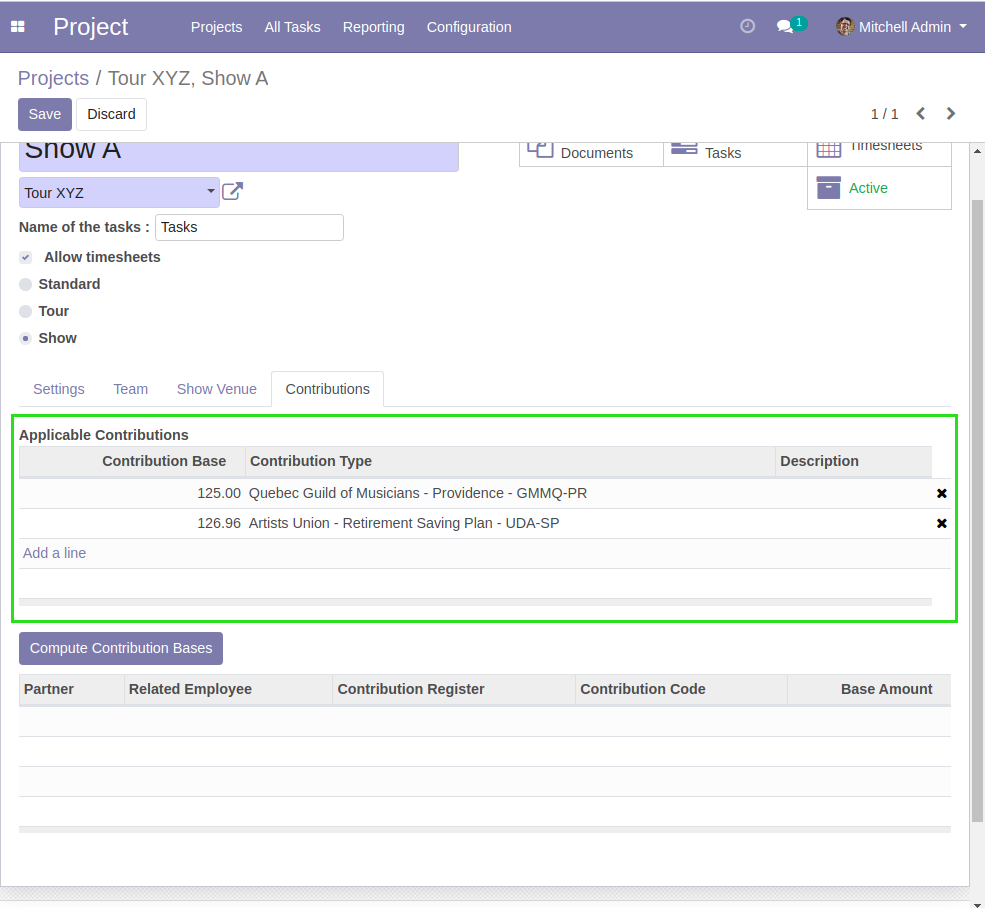 Project Projects All Tasks Reporting Configuration 1 Mitchell Admin
Projects / Tour XYZ, Show A
Save Discard 1 / 1
Show A
Documents Tasks Timesheets
Tour XYZ Active
Name of the tasks : Tasks
Allow timesheets
Standard
Tour
Show
Settings Team Show Venue Contributions
Applicable Contributions
Contribution Base Contribution Type Description
125.00 Quebec Guild of Musicians - Providence - GMMQ-PR
126.96 Artists Union - Retirement Saving Plan - UDA-SP
Add a line
Compute Contribution Bases
Partner Related Employee Contribution Register Contribution Code Base Amount